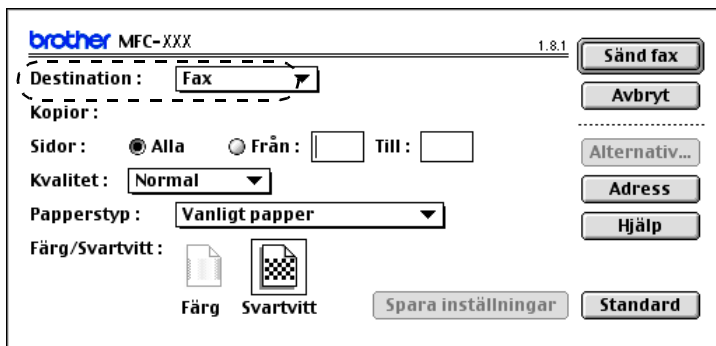 brother MFC-XXX 1.8.1
Sänd fax
Destination : Fax
Avbryt
Kopior :
Sidor : Alla Från : Till :
Alternativ...
Kvalitet : Normal
Adress
Papperstyp : Vanligt papper
Hjälp
Färg/Svartvitt :
Färg Svartvitt
Spara inställningar Standard